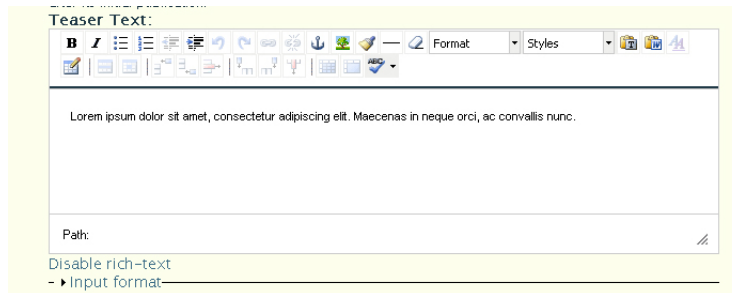 Teaser Text:
B I Format Styles
ABC
Lorem ipsum dolor sit amet, consectetur adipiscing elit. Maecenas in neque orci, ac convallis nunc.
Path:
Disable rich-text
Input format